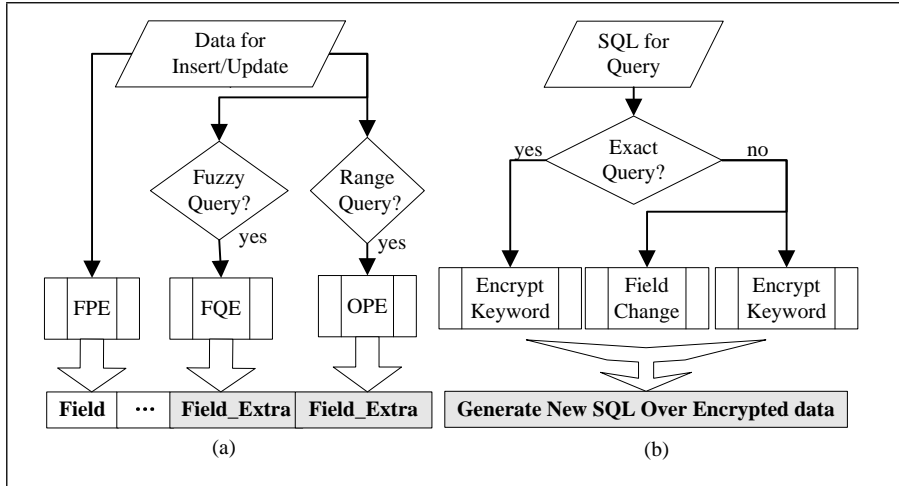 Data for
Insert/Update
Fuzzy
Query?
Range
Query?
yes
yes
FPE
FQE
OPE
Field
...
Field_Extra
Field_Extra
(a)
SQL for
Query
Exact
Query?
yes
no
Encrypt
Keyword
Field
Change
Encrypt
Keyword
Generate New SQL Over Encrypted data
(b)